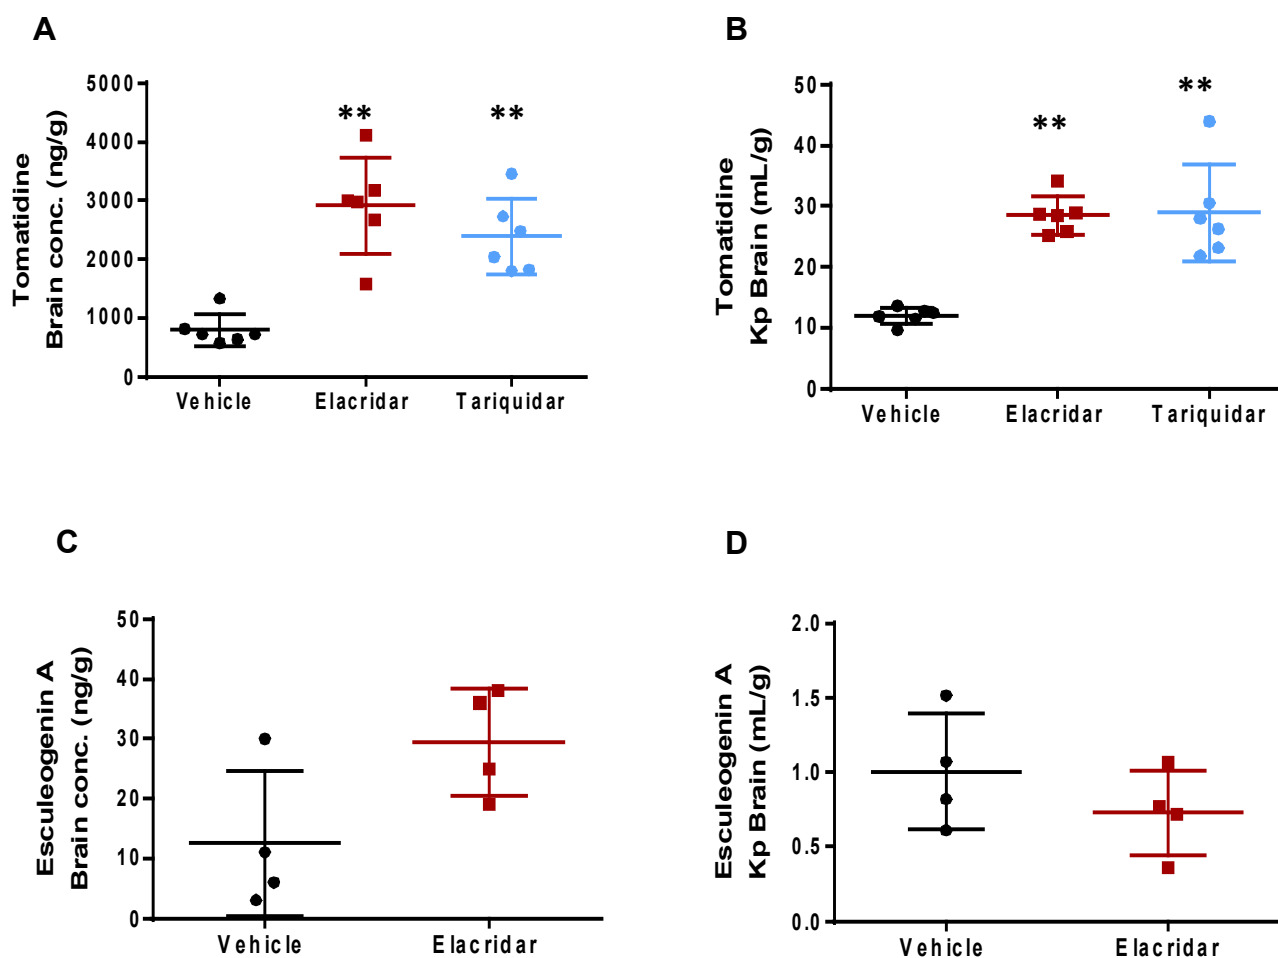 A
Tomatidine
Brain conc. (ng/g)
5000
4000
3000
2000
1000
0
**
**
Vehicle
Elacridar
Tariquidar
B
Tomatidine
Kp Brain (mL/g)
50
40
30
20
10
0
**
**
Vehicle
Elacridar
Tariquidar
C
Esculeogenin A
Brain conc. (ng/g)
50
40
30
20
10
0
Vehicle
Elacridar
D
Esculeogenin A
Kp Brain (mL/g)
2.0
1.5
1.0
0.5
0.0
Vehicle
Elacridar